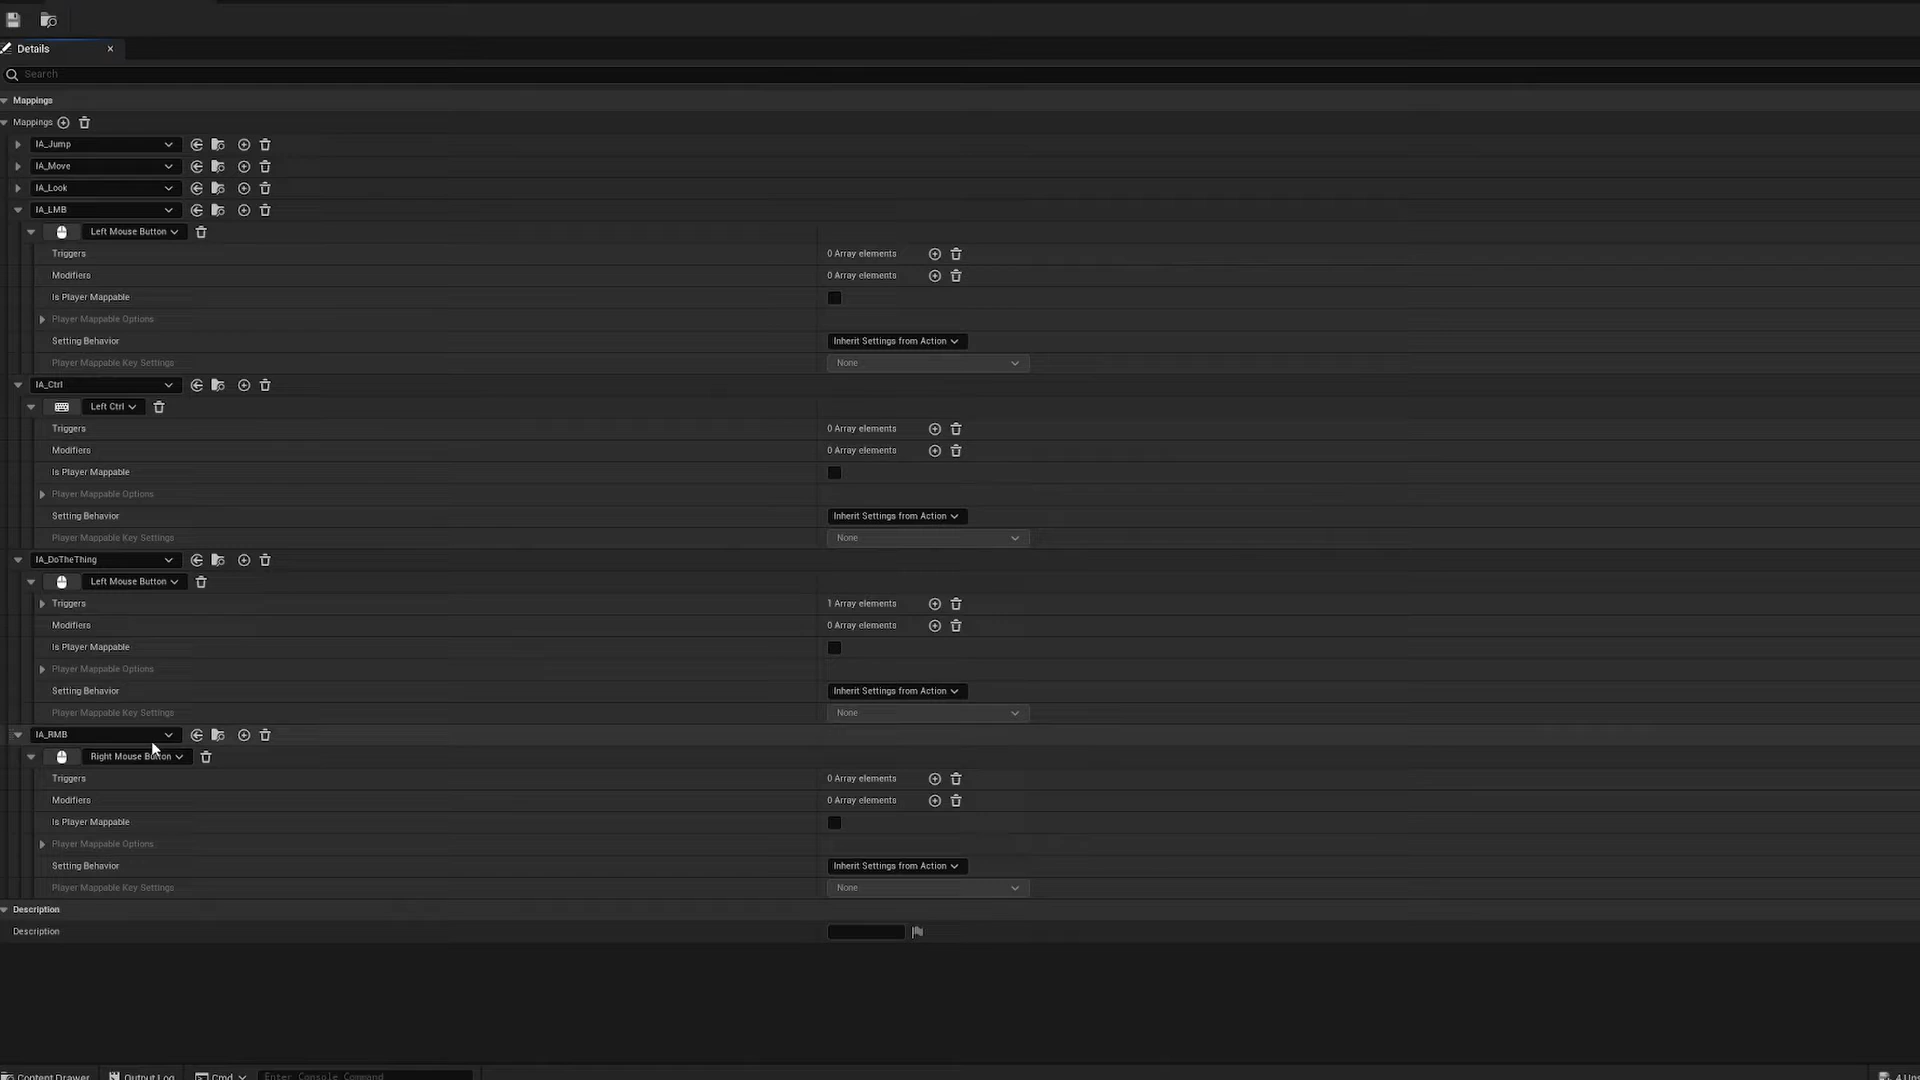 Details
Search
Mappings
Mappings
IA_Jump
IA_Move
IA_Look
IA_LMB
Left Mouse Button
Triggers 0 Array elements
Modifiers 0 Array elements
Is Player Mappable
Player Mappable Options
Setting Behavior Inherit Settings from Action
Player Mappable Key Settings None
IA_Ctrl
Left Ctrl
Triggers 0 Array elements
Modifiers 0 Array elements
Is Player Mappable
Player Mappable Options
Setting Behavior Inherit Settings from Action
Player Mappable Key Settings None
IA_DoTheThing
Left Mouse Button
Triggers 1 Array elements
Modifiers 0 Array elements
Is Player Mappable
Player Mappable Options
Setting Behavior Inherit Settings from Action
Player Mappable Key Settings None
IA_RMB
Right Mouse Button
Triggers 0 Array elements
Modifiers 0 Array elements
Is Player Mappable
Player Mappable Options
Setting Behavior Inherit Settings from Action
Player Mappable Key Settings None
Description
Description
Content Drawer Output Log Cmd Enter Console Command 4 Uns